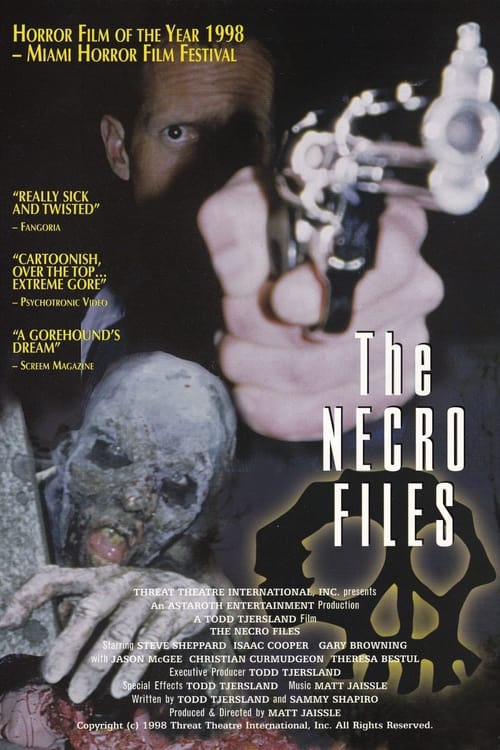 HORROR FILM OF THE YEAR 1998
– MIAMI HORROR FILM FESTIVAL
“REALLY SICK
AND TWISTED”
– FANGORIA
“CARTOONISH,
OVER THE TOP...
EXTREME GORE”
– PSYCHOTRONIC VIDEO
“A GOREHOUND’S
DREAM”
– SCREEM MAGAZINE
The
NECRO
FILES
THREAT THEATRE INTERNATIONAL, INC. presents
An ASTAROTH ENTERTAINMENT Production
A TODD TJERSLAND Film
THE NECRO FILES
Starring STEVE SHEPPARD ISAAC COOPER GARY BROWNING
with JASON McGEE CHRISTIAN CURMUDGEON THERESA BESTUL
Executive Producer TODD TJERSLAND
Special Effects TODD TJERSLAND Music MATT JAISSLE
Written by TODD TJERSLAND and SAMMY SHAPIRO
Produced & Directed by MATT JAISSLE
Copyright (c) 1998 Threat Theatre International, Inc. All Rights Reserved.